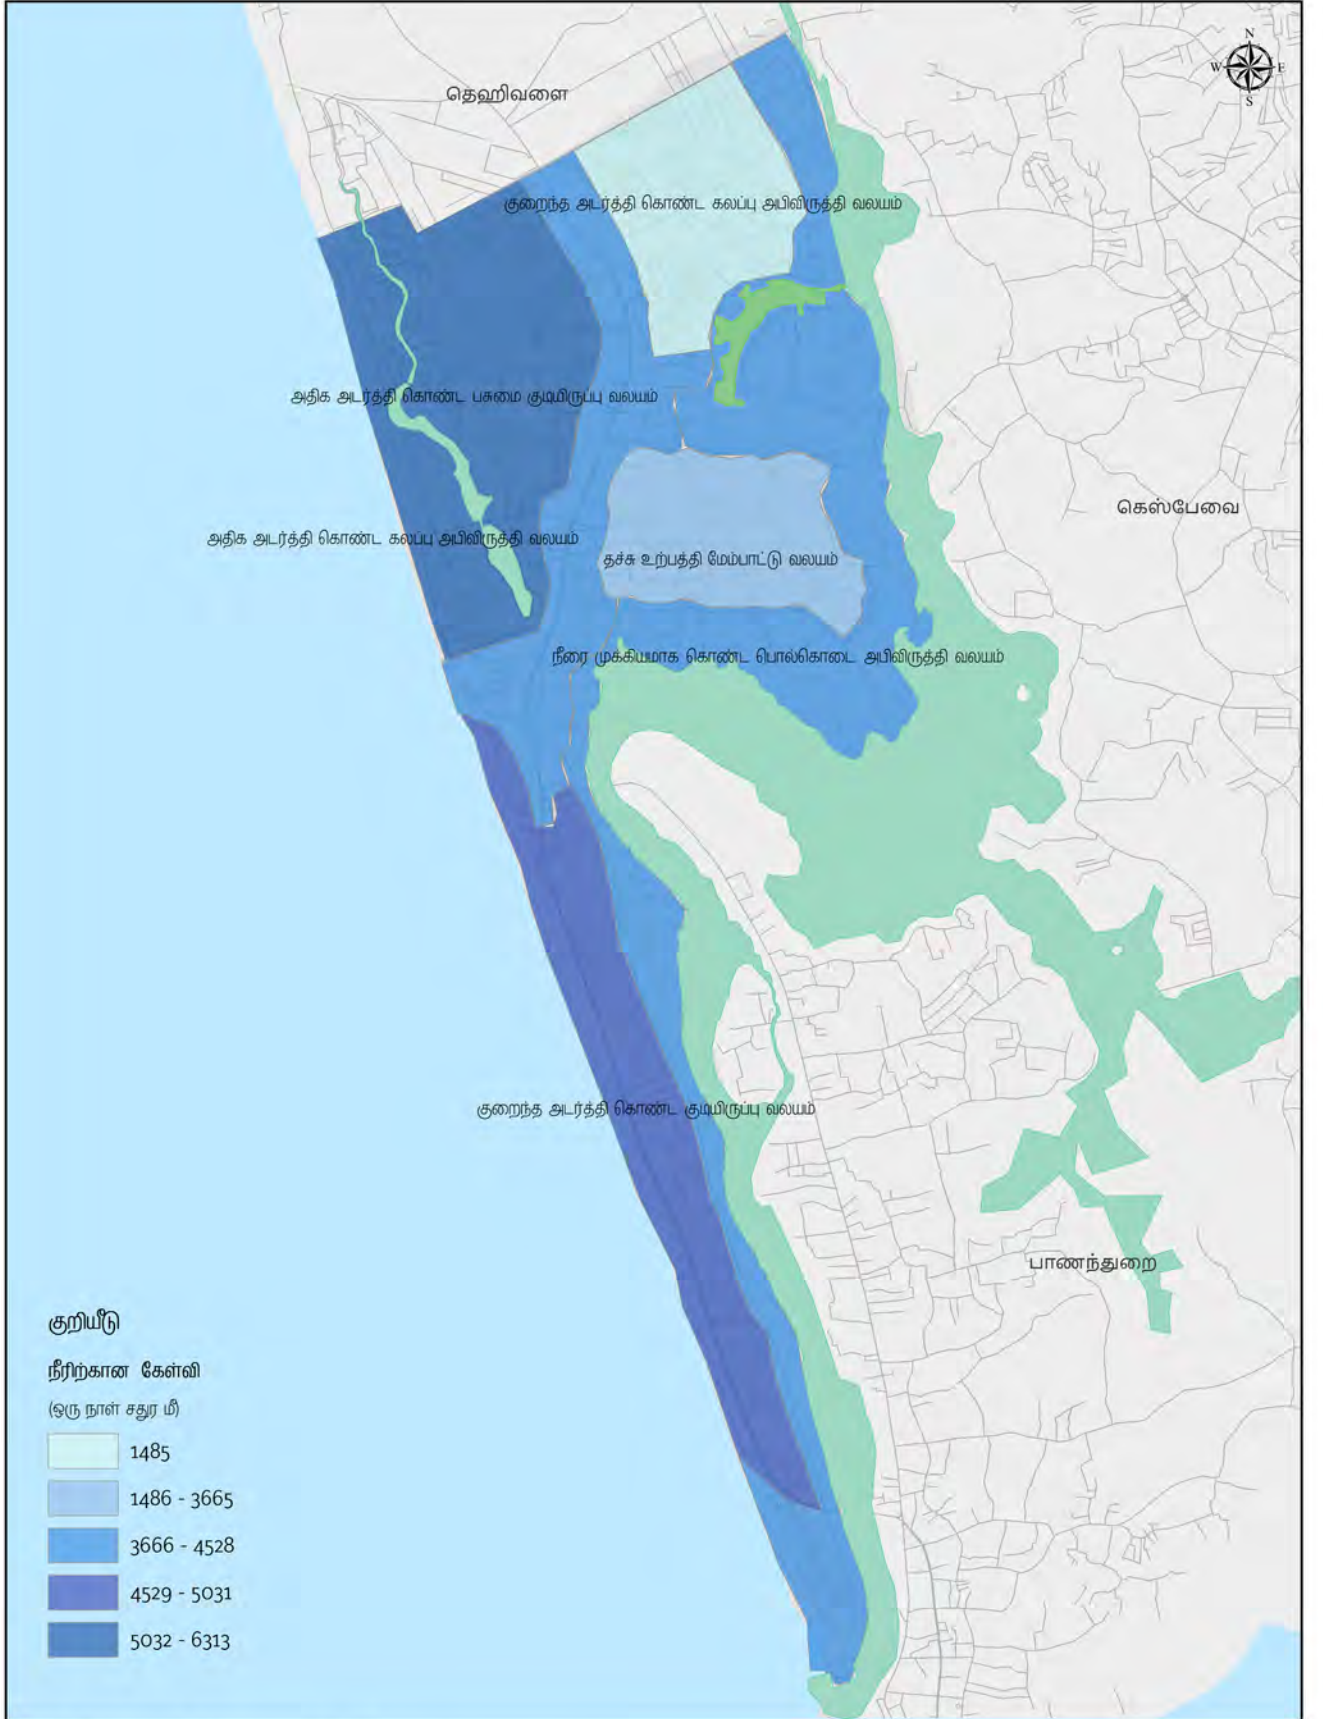 N
W E
S
தெஹிவளை
குறைந்த அடர்த்தி கொண்ட கலப்பு அபிவிருத்தி வலயம்
அதிக அடர்த்தி கொண்ட பசுமை குடியிருப்பு வலயம்
கெஸ்பேவை
அதிக அடர்த்தி கொண்ட கலப்பு அபிவிருத்தி வலயம்
தச்சு உற்பத்தி மேம்பாட்டு வலயம்
நீரை முக்கியமாக கொண்ட பொல்கொடை அபிவிருத்தி வலயம்
குறைந்த அடர்த்தி கொண்ட குடியிருப்பு வலயம்
பாணந்துறை
குறியீடு
நீரிற்கான கேள்வி
(ஒரு நாள் சதுர மீ)
1485
1486 - 3665
3666 - 4528
4529 - 5031
5032 - 6313